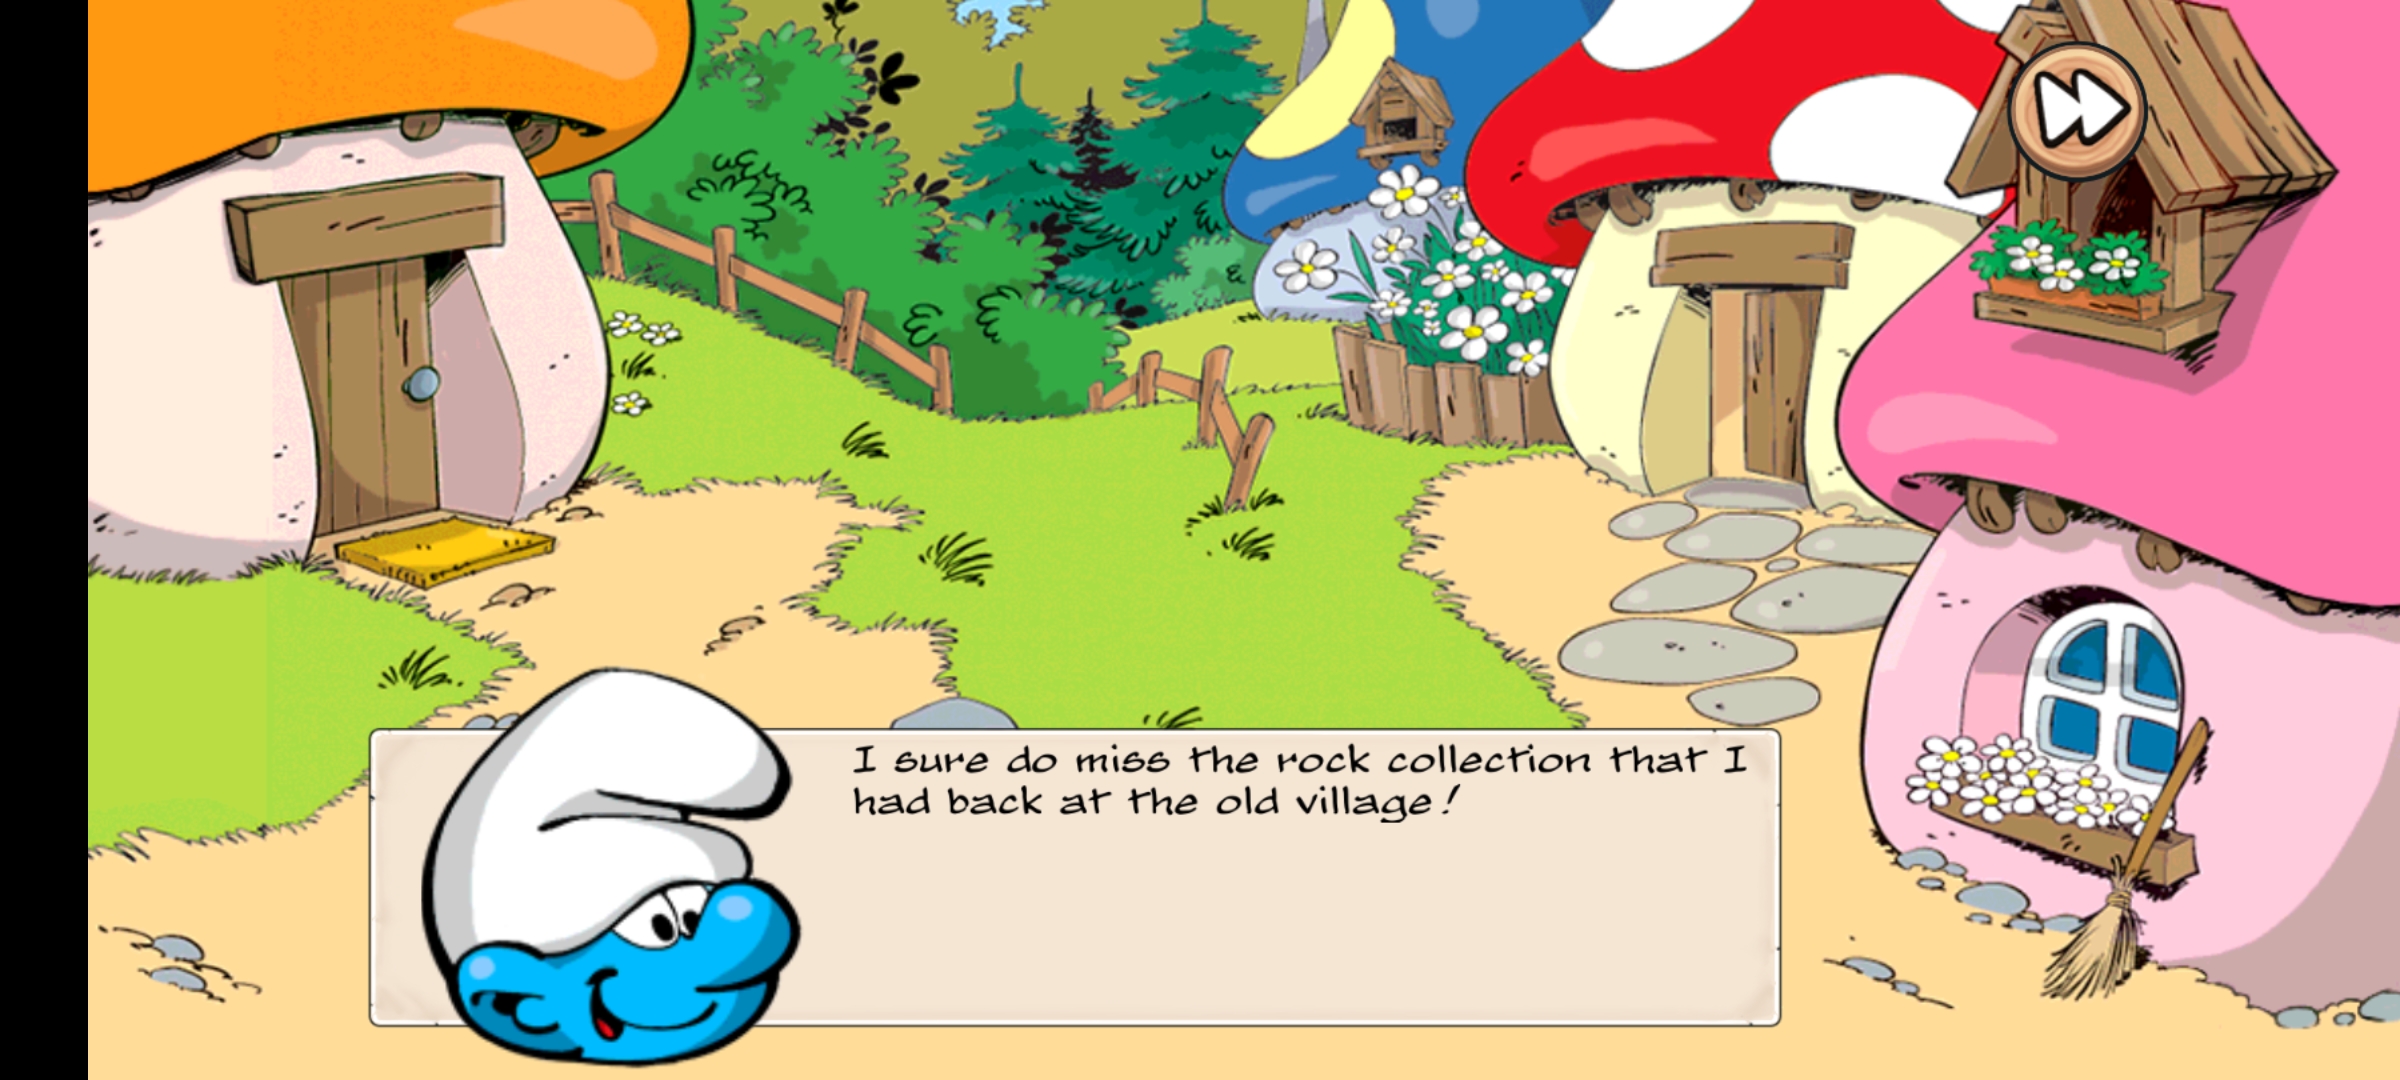 I sure do miss the rock collection that I
had back at the old village!